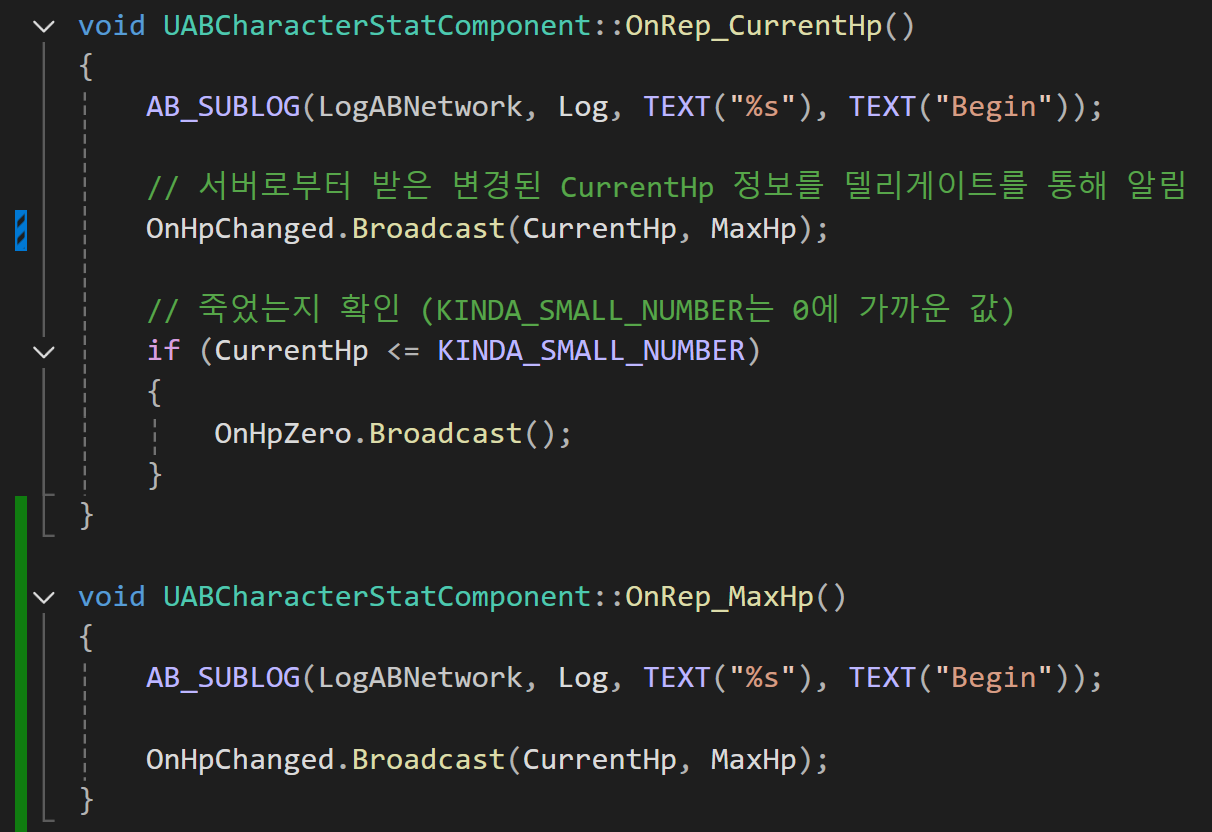 void UABCharacterStatComponent::OnRep_CurrentHp()
{
    AB_SUBLOG(LogABNetwork, Log, TEXT("%s"), TEXT("Begin"));
    // 서버로부터 받은 변경된 CurrentHp 정보를 델리게이트를 통해 알림
    OnHpChanged.Broadcast(CurrentHp, MaxHp);
    // 죽었는지 확인 (KINDA_SMALL_NUMBER는 0에 가까운 값)
    if (CurrentHp <= KINDA_SMALL_NUMBER)
    {
        OnHpZero.Broadcast();
    }
}
void UABCharacterStatComponent::OnRep_MaxHp()
{
    AB_SUBLOG(LogABNetwork, Log, TEXT("%s"), TEXT("Begin"));
    OnHpChanged.Broadcast(CurrentHp, MaxHp);
}